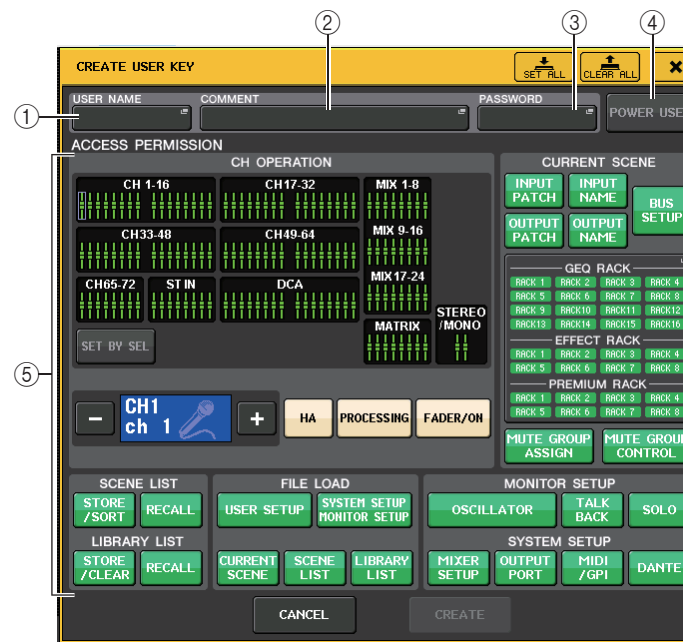 ② ③ ④
CREATE USER KEY
SET ALL
CLEAR ALL
①
USER NAME
COMMENT
PASSWORD
POWER USE
ACCESS PERMISSION
CH OPERATION
CH 1-16
CH17-32
MIX 1-8
CH33-48
CH49-64
MIX 9-16
CH65-72
ST IN
DCA
MIX17-24
STEREO
/MONO
MATRIX
SET BY SEL
⑤
−
CH1
ch 1
+
HA
PROCESSING
FADER/ON
CURRENT SCENE
INPUT
PATCH
INPUT
NAME
BUS
SETUP
OUTPUT
PATCH
OUTPUT
NAME
GEQ RACK
RACK 1 RACK 2 RACK 3 RACK 4
RACK 5 RACK 6 RACK 7 RACK 8
RACK 9 RACK10 RACK11 RACK12
RACK13 RACK14 RACK15 RACK16
EFFECT RACK
RACK 1 RACK 2 RACK 3 RACK 4
RACK 5 RACK 6 RACK 7 RACK 8
PREMIUM RACK
RACK 1 RACK 2 RACK 3 RACK 4
RACK 5 RACK 6 RACK 7 RACK 8
MUTE GROUP
ASSIGN
MUTE GROUP
CONTROL
SCENE LIST
STORE
/SORT
RECALL
LIBRARY LIST
STORE
/CLEAR
RECALL
FILE LOAD
USER SETUP
SYSTEM SETUP
MONITOR SETUP
CURRENT
SCENE
SCENE
LIST
LIBRARY
LIST
MONITOR SETUP
OSCILLATOR
TALK
BACK
SOLO
SYSTEM SETUP
MIXER
SETUP
OUTPUT
PORT
MIDI
/GPI
DANTE
CANCEL
CREATE